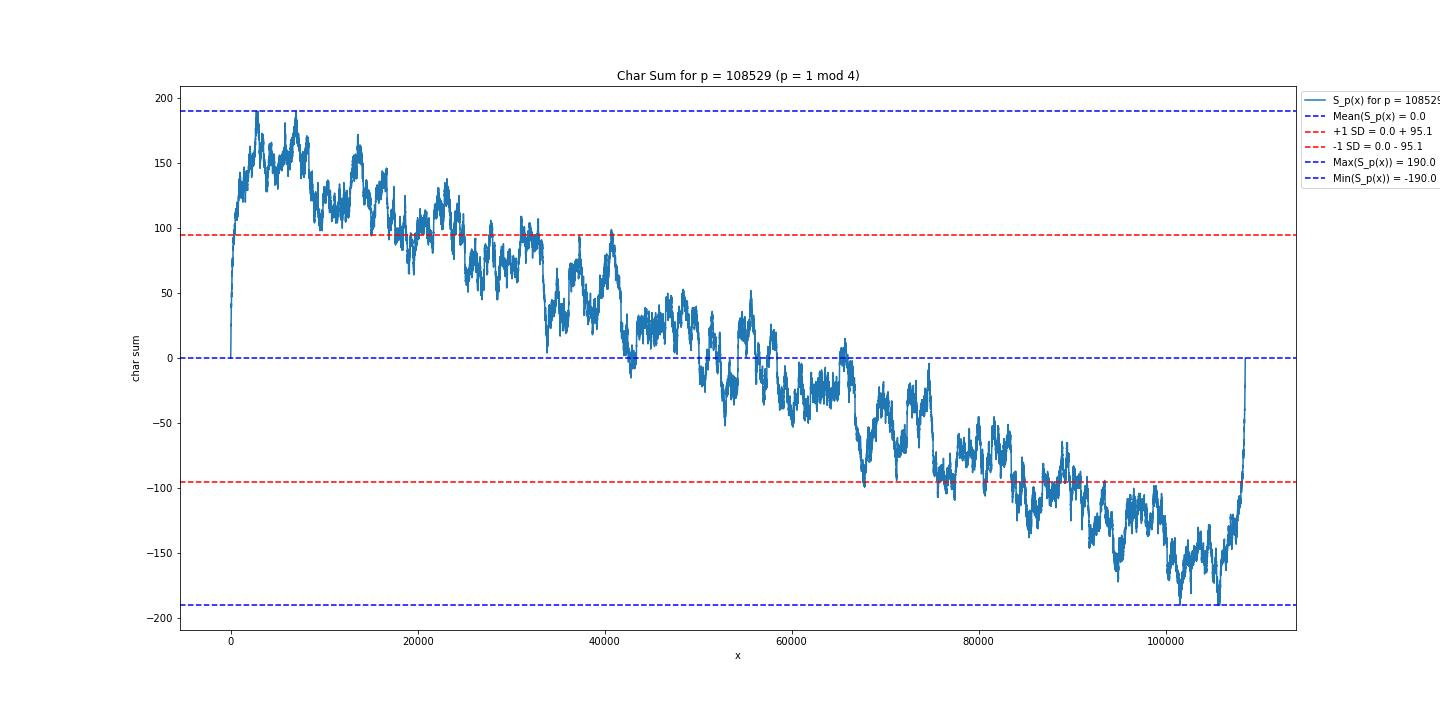 Char Sum for p = 108529 (p = 1 mod 4)
S_p(x) for p = 108529
Mean(S_p(x) = 0.0
+1 SD = 0.0 + 95.1
-1 SD = 0.0 - 95.1
Max(S_p(x)) = 190.0
Min(S_p(x)) = -190.0
200
150
100
50
0
−50
−100
−150
−200
char sum
0
20000
40000
60000
80000
100000
x